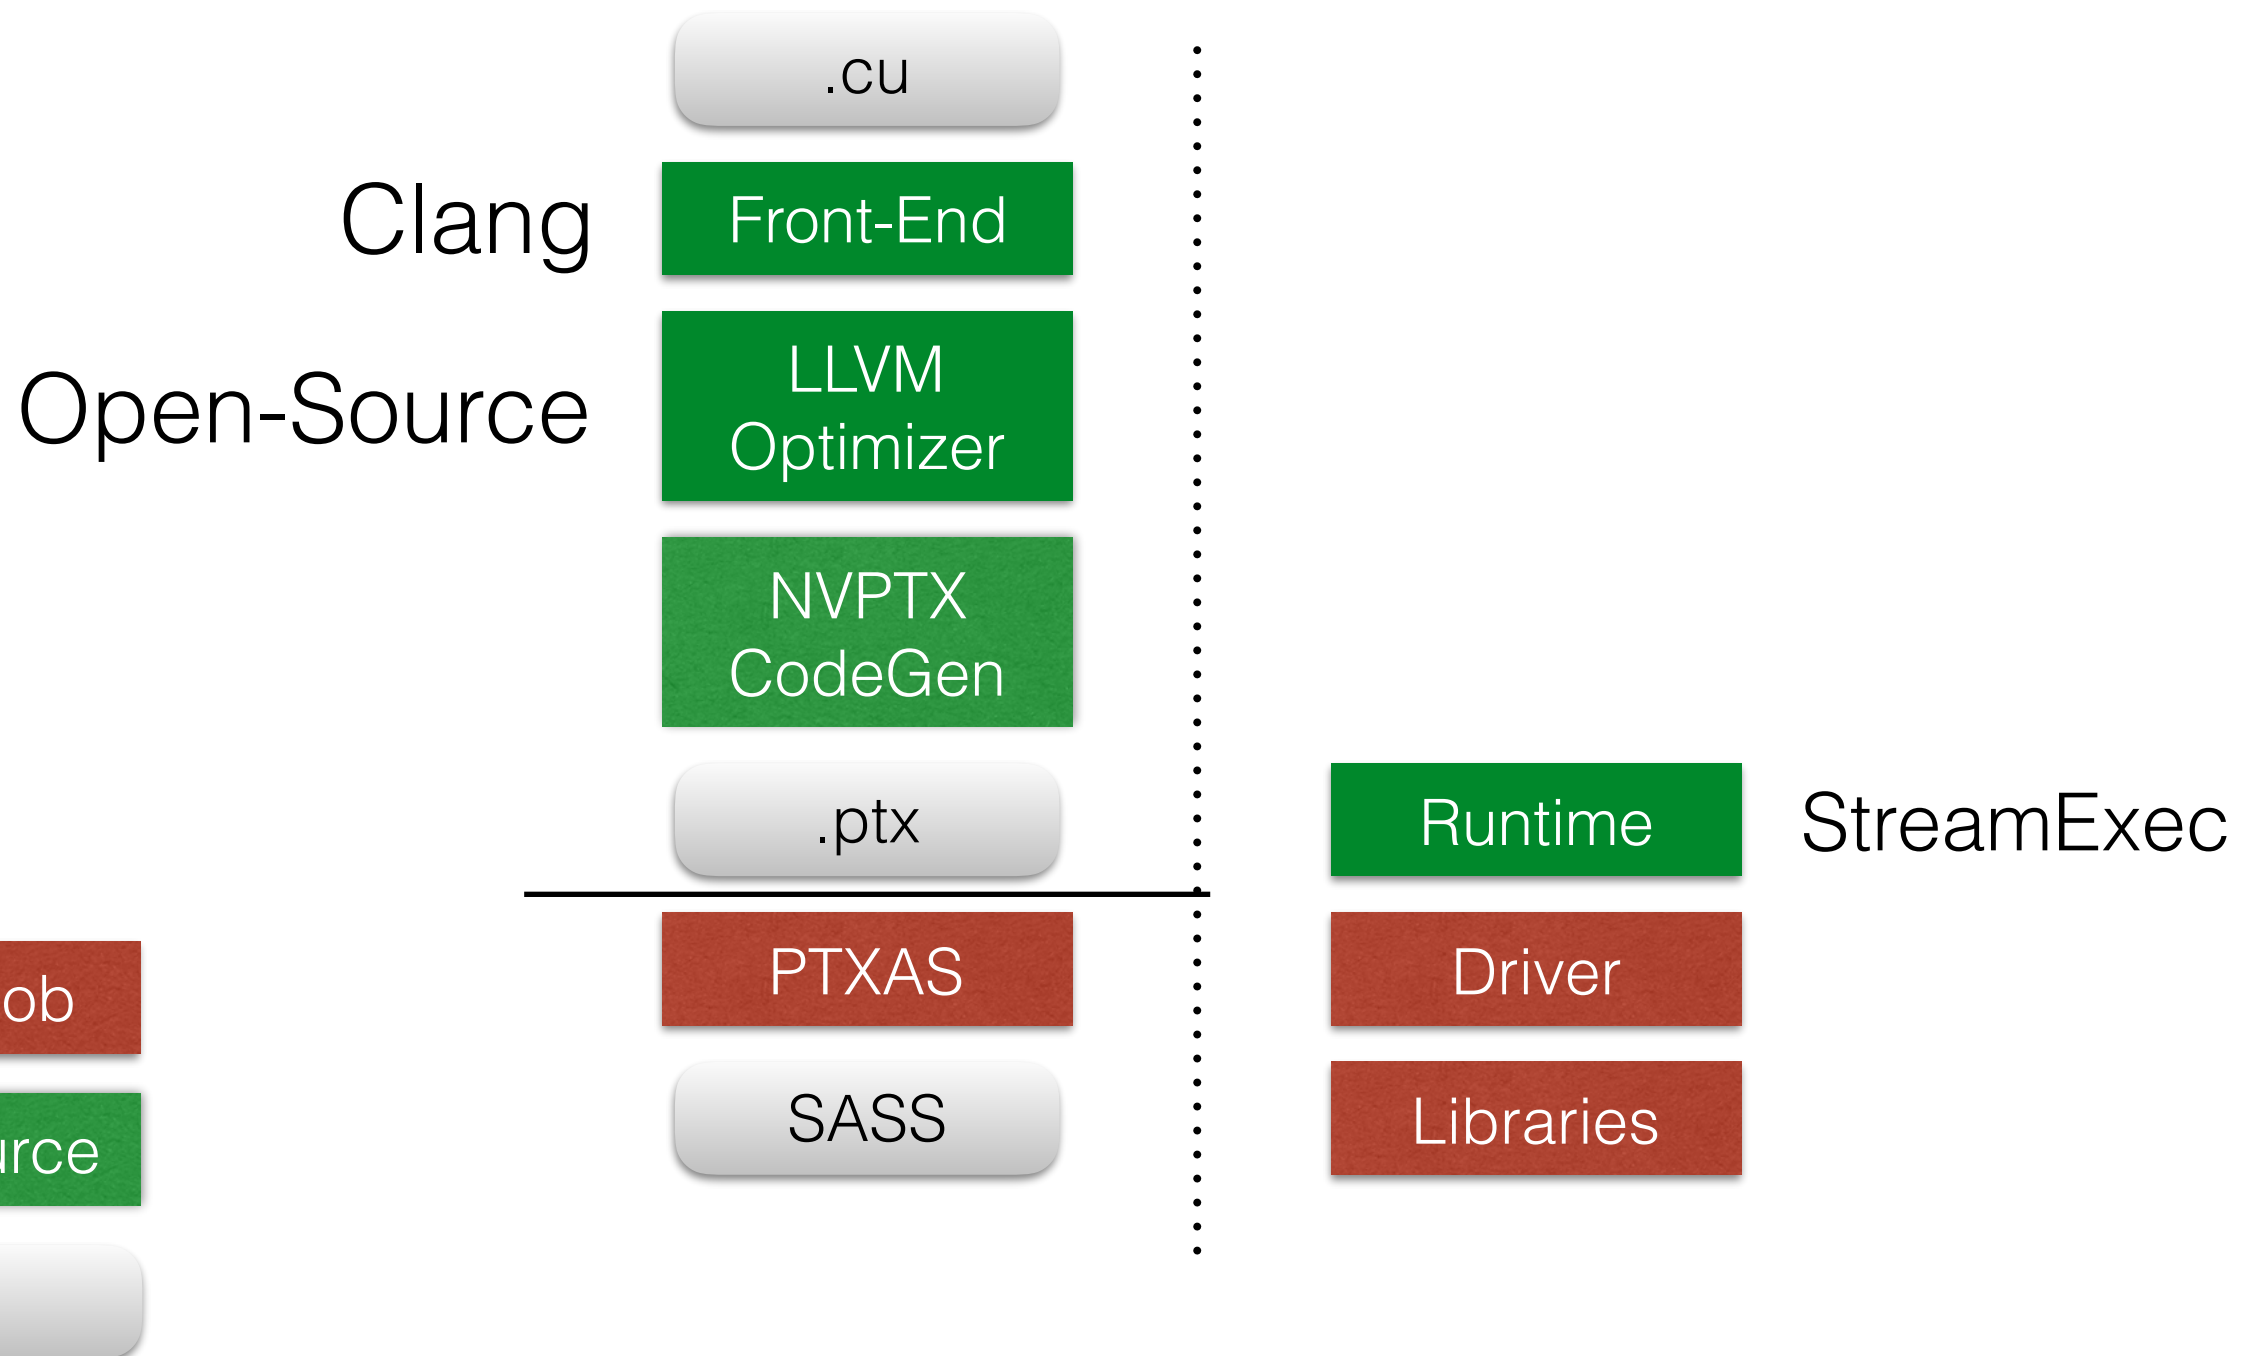 .cu
Clang
Front-End
Open-Source
LLVM
Optimizer
NVPTX
CodeGen
.ptx
Runtime
StreamExec
PTXAS
Driver
SASS
Libraries